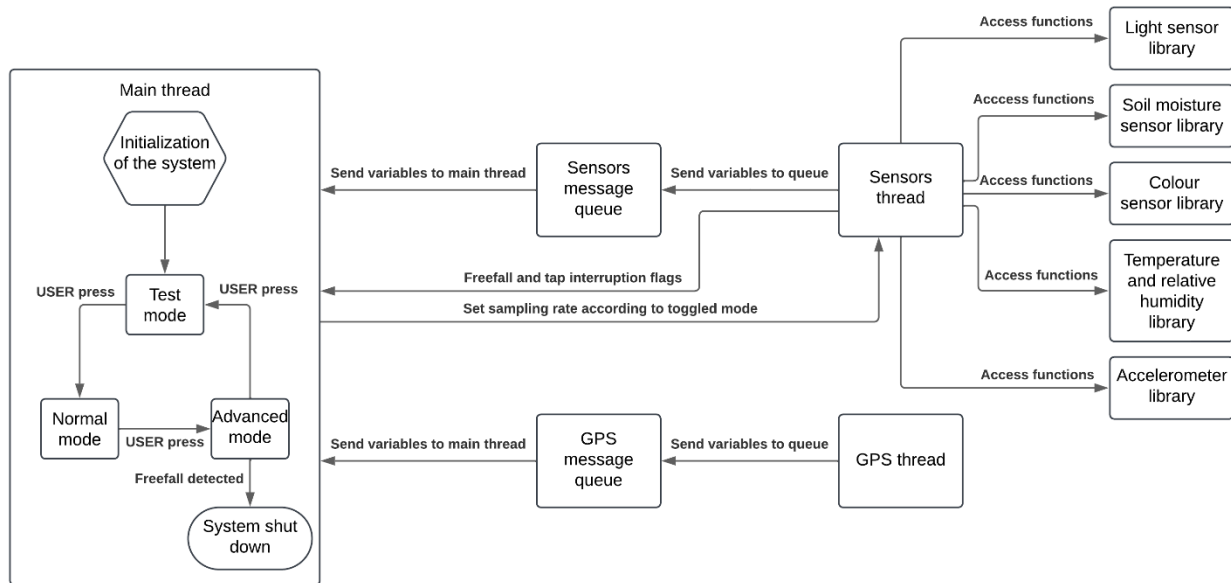 Main thread
Initialization
of the system
USER press
Test
mode
USER press
Normal
mode
USER press
Advanced
mode
Freefall detected
System shut
down
Send variables to main thread
Sensors
message
queue
Send variables to queue
Sensors
thread
Freefall and tap interruption flags
Set sampling rate according to toggled mode
Send variables to main thread
GPS
message
queue
Send variables to queue
GPS thread
Access functions
Light sensor
library
Acccess functions
Soil moisture
sensor library
Access functions
Colour
sensor library
Access functions
Temperature
and relative
humidity
library
Access functions
Accelerometer
library